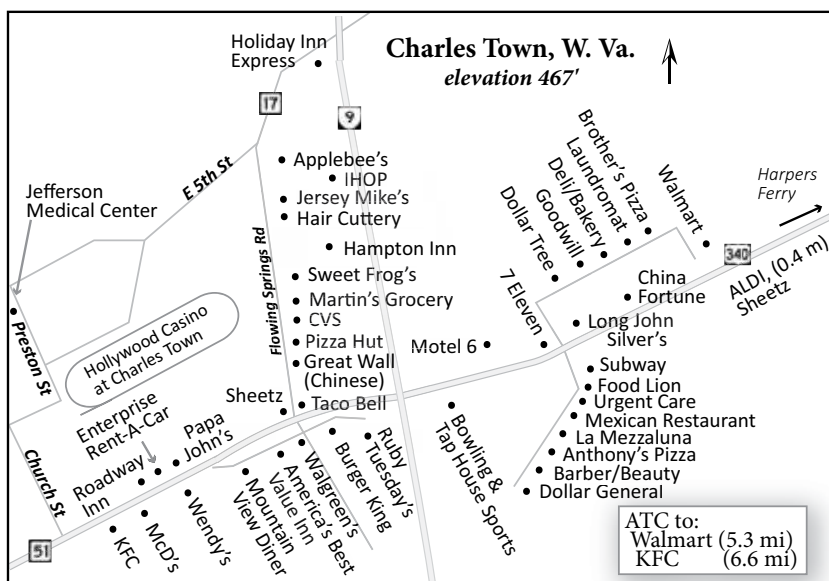 Charles Town, W. Va.
elevation 467'
Holiday Inn
Express
17
9
E 5th St
Jefferson
Medical Center
Applebee's
IHOP
Jersey Mike's
Hair Cuttery
Hampton Inn
Flowing Springs Rd
Sweet Frog's
Martin's Grocery
CVS
Pizza Hut
Great Wall
(Chinese)
Taco Bell
Sheetz
Brother's Pizza
Laundromat
Deli/Bakery
Goodwill
Dollar Tree
Walmart
Harpers
Ferry
340
ALDI, (0.4 m)
Sheetz
China
Fortune
7 Eleven
Motel 6
Long John
Silver's
Subway
Food Lion
Urgent Care
Mexican Restaurant
La Mezzaluna
Anthony's Pizza
Barber/Beauty
Dollar General
Preston St
Hollywood Casino
at Charles Town
Church St
Enterprise
Rent-A-Car
Papa
John's
Roadway
Inn
51
KFC
McD's
Wendy's
Mountain
View Diner
America's Best
Value Inn
Walgreen's
Burger King
Ruby
Tuesday's
Bowling &
Tap House Sports
ATC to:
Walmart (5.3 mi)
KFC (6.6 mi)